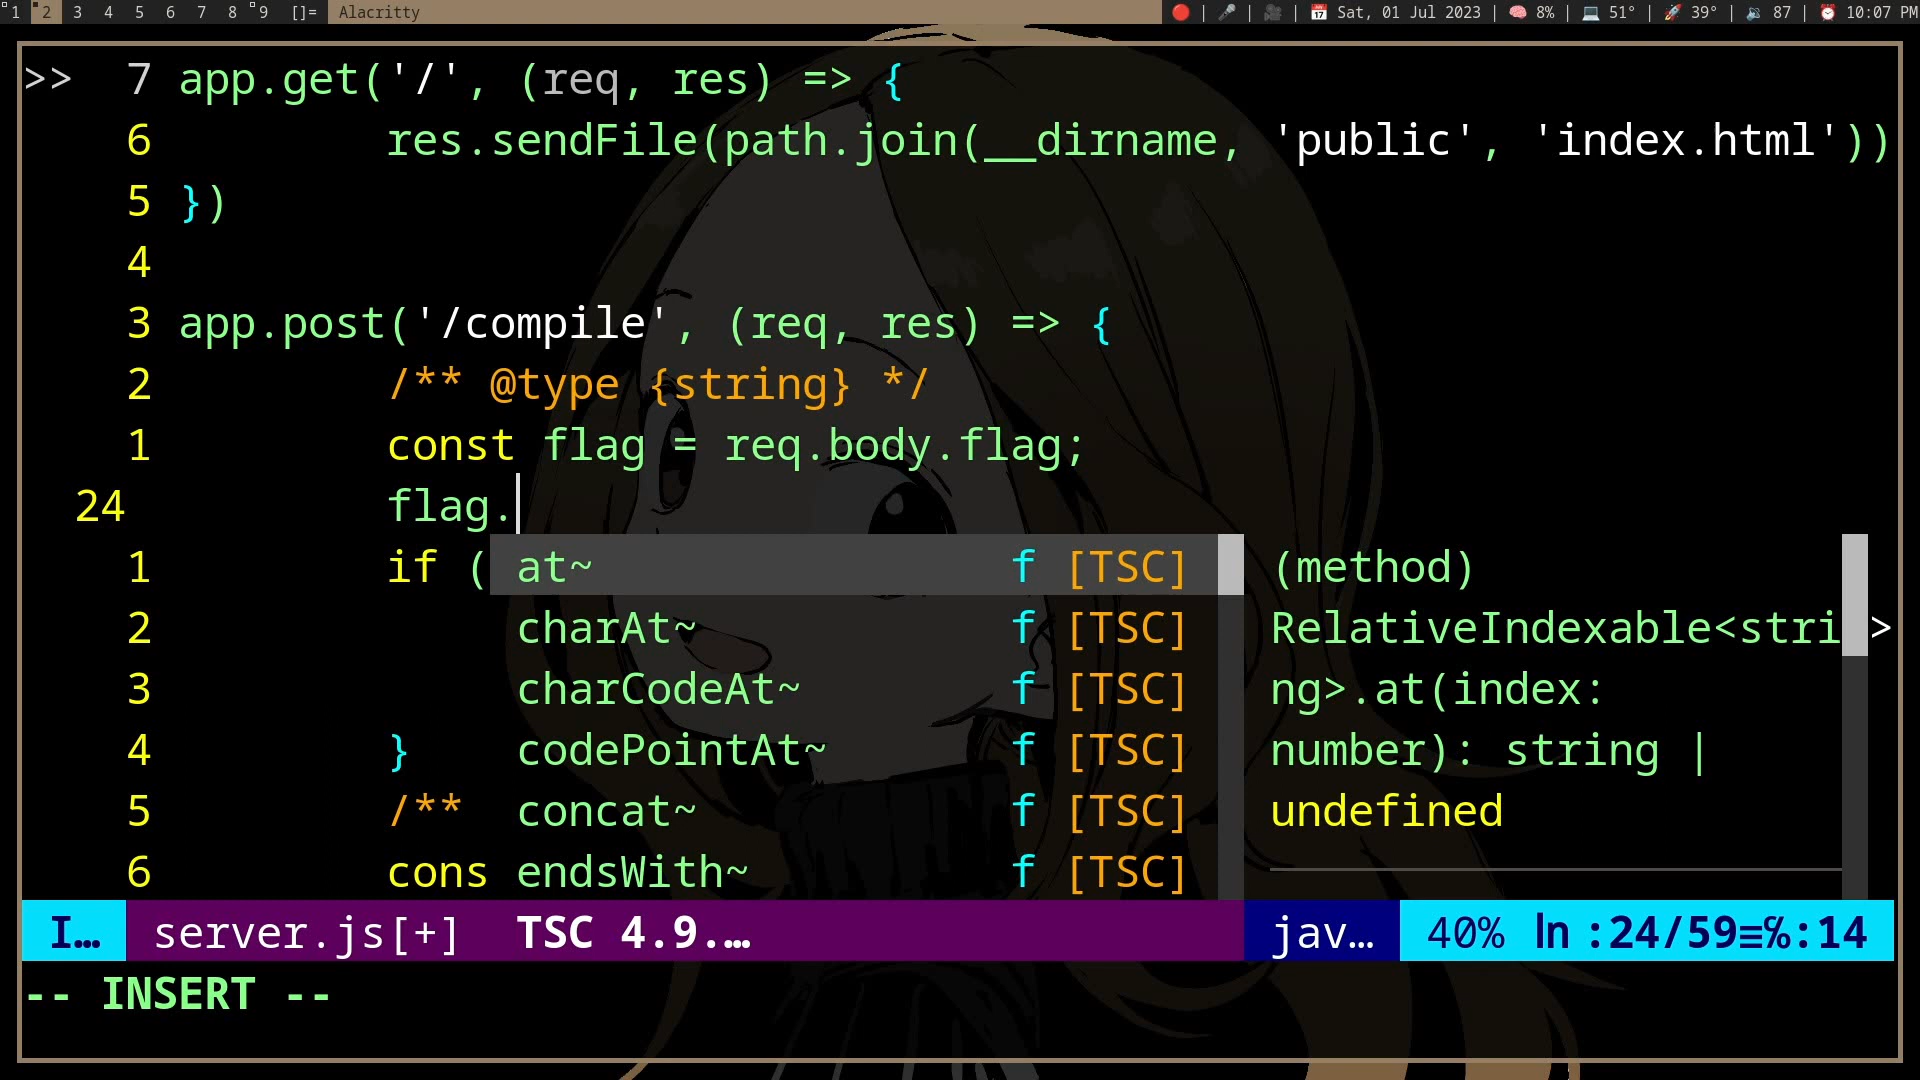 1 2 3 4 5 6 7 8 9 []= Alacritty | | | Sat, 01 Jul 2023 | 8% | 51° | 39° | 87 | 10:07 PM
>> 7 app.get('/', (req, res) => {
6 res.sendFile(path.join(__dirname, 'public', 'index.html'))
5 })
4
3 app.post('/compile', (req, res) => {
2 /** @type {string} */
1 const flag = req.body.flag;
24 flag.
1 if ( at~ f [TSC] (method)
2 charAt~ f [TSC] RelativeIndexable<stri >
3 charCodeAt~ f [TSC] ng>.at(index:
4 } codePointAt~ f [TSC] number): string |
5 /** concat~ f [TSC] undefined
6 cons endsWith~ f [TSC]
I… server.js[+] TSC 4.9.… jav… 40% ln :24/59≡℅:14
-- INSERT --